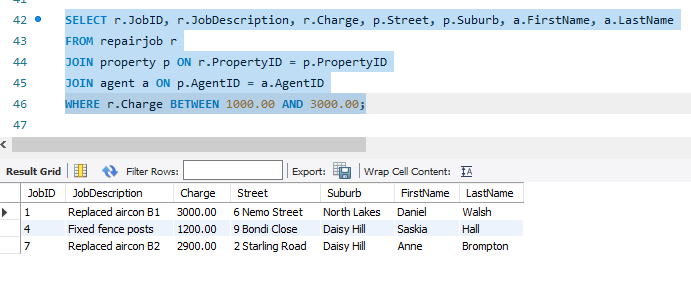 41
42 SELECT r.JobID, r.JobDescription, r.Charge, p.Street, p.Suburb, a.FirstName, a.LastName
43 FROM repairjob r
44 JOIN property p ON r.PropertyID = p.PropertyID
45 JOIN agent a ON p.AgentID = a.AgentID
46 WHERE r.Charge BETWEEN 1000.00 AND 3000.00;
47
Result Grid Filter Rows: Export: Wrap Cell Content:
JobID JobDescription Charge Street Suburb FirstName LastName
1 Replaced aircon B1 3000.00 6 Nemo Street North Lakes Daniel Walsh
4 Fixed fence posts 1200.00 9 Bondi Close Daisy Hill Saskia Hall
7 Replaced aircon B2 2900.00 2 Starling Road Daisy Hill Anne Brompton